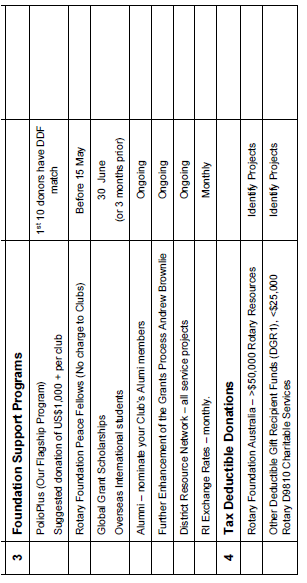 3 Foundation Support Programs
PolioPlus (Our Flagship Program) 1st 10 donors have DDF
Suggested donation of US$1,000 + per club match
Rotary Foundation Peace Fellows (No charge to Clubs) Before 15 May
Global Grant Scholarships 30 June
Overseas International students (or 3 months prior)
Alumni – nominate your Club's Alumi members Ongoing
Further Enhancement of the Grants Process Andrew Brownlie Ongoing
District Resource Network – all service projects Ongoing
RI Exchange Rates – monthly. Monthly
4 Tax Deductible Donations
Rotary Foundation Australia – >$50,000 Rotary Resources Identify Projects
Other Deductible Gift Recipient Funds (DGR1), <$25,000 Identify Projects
Rotary D9810 Charitable Services